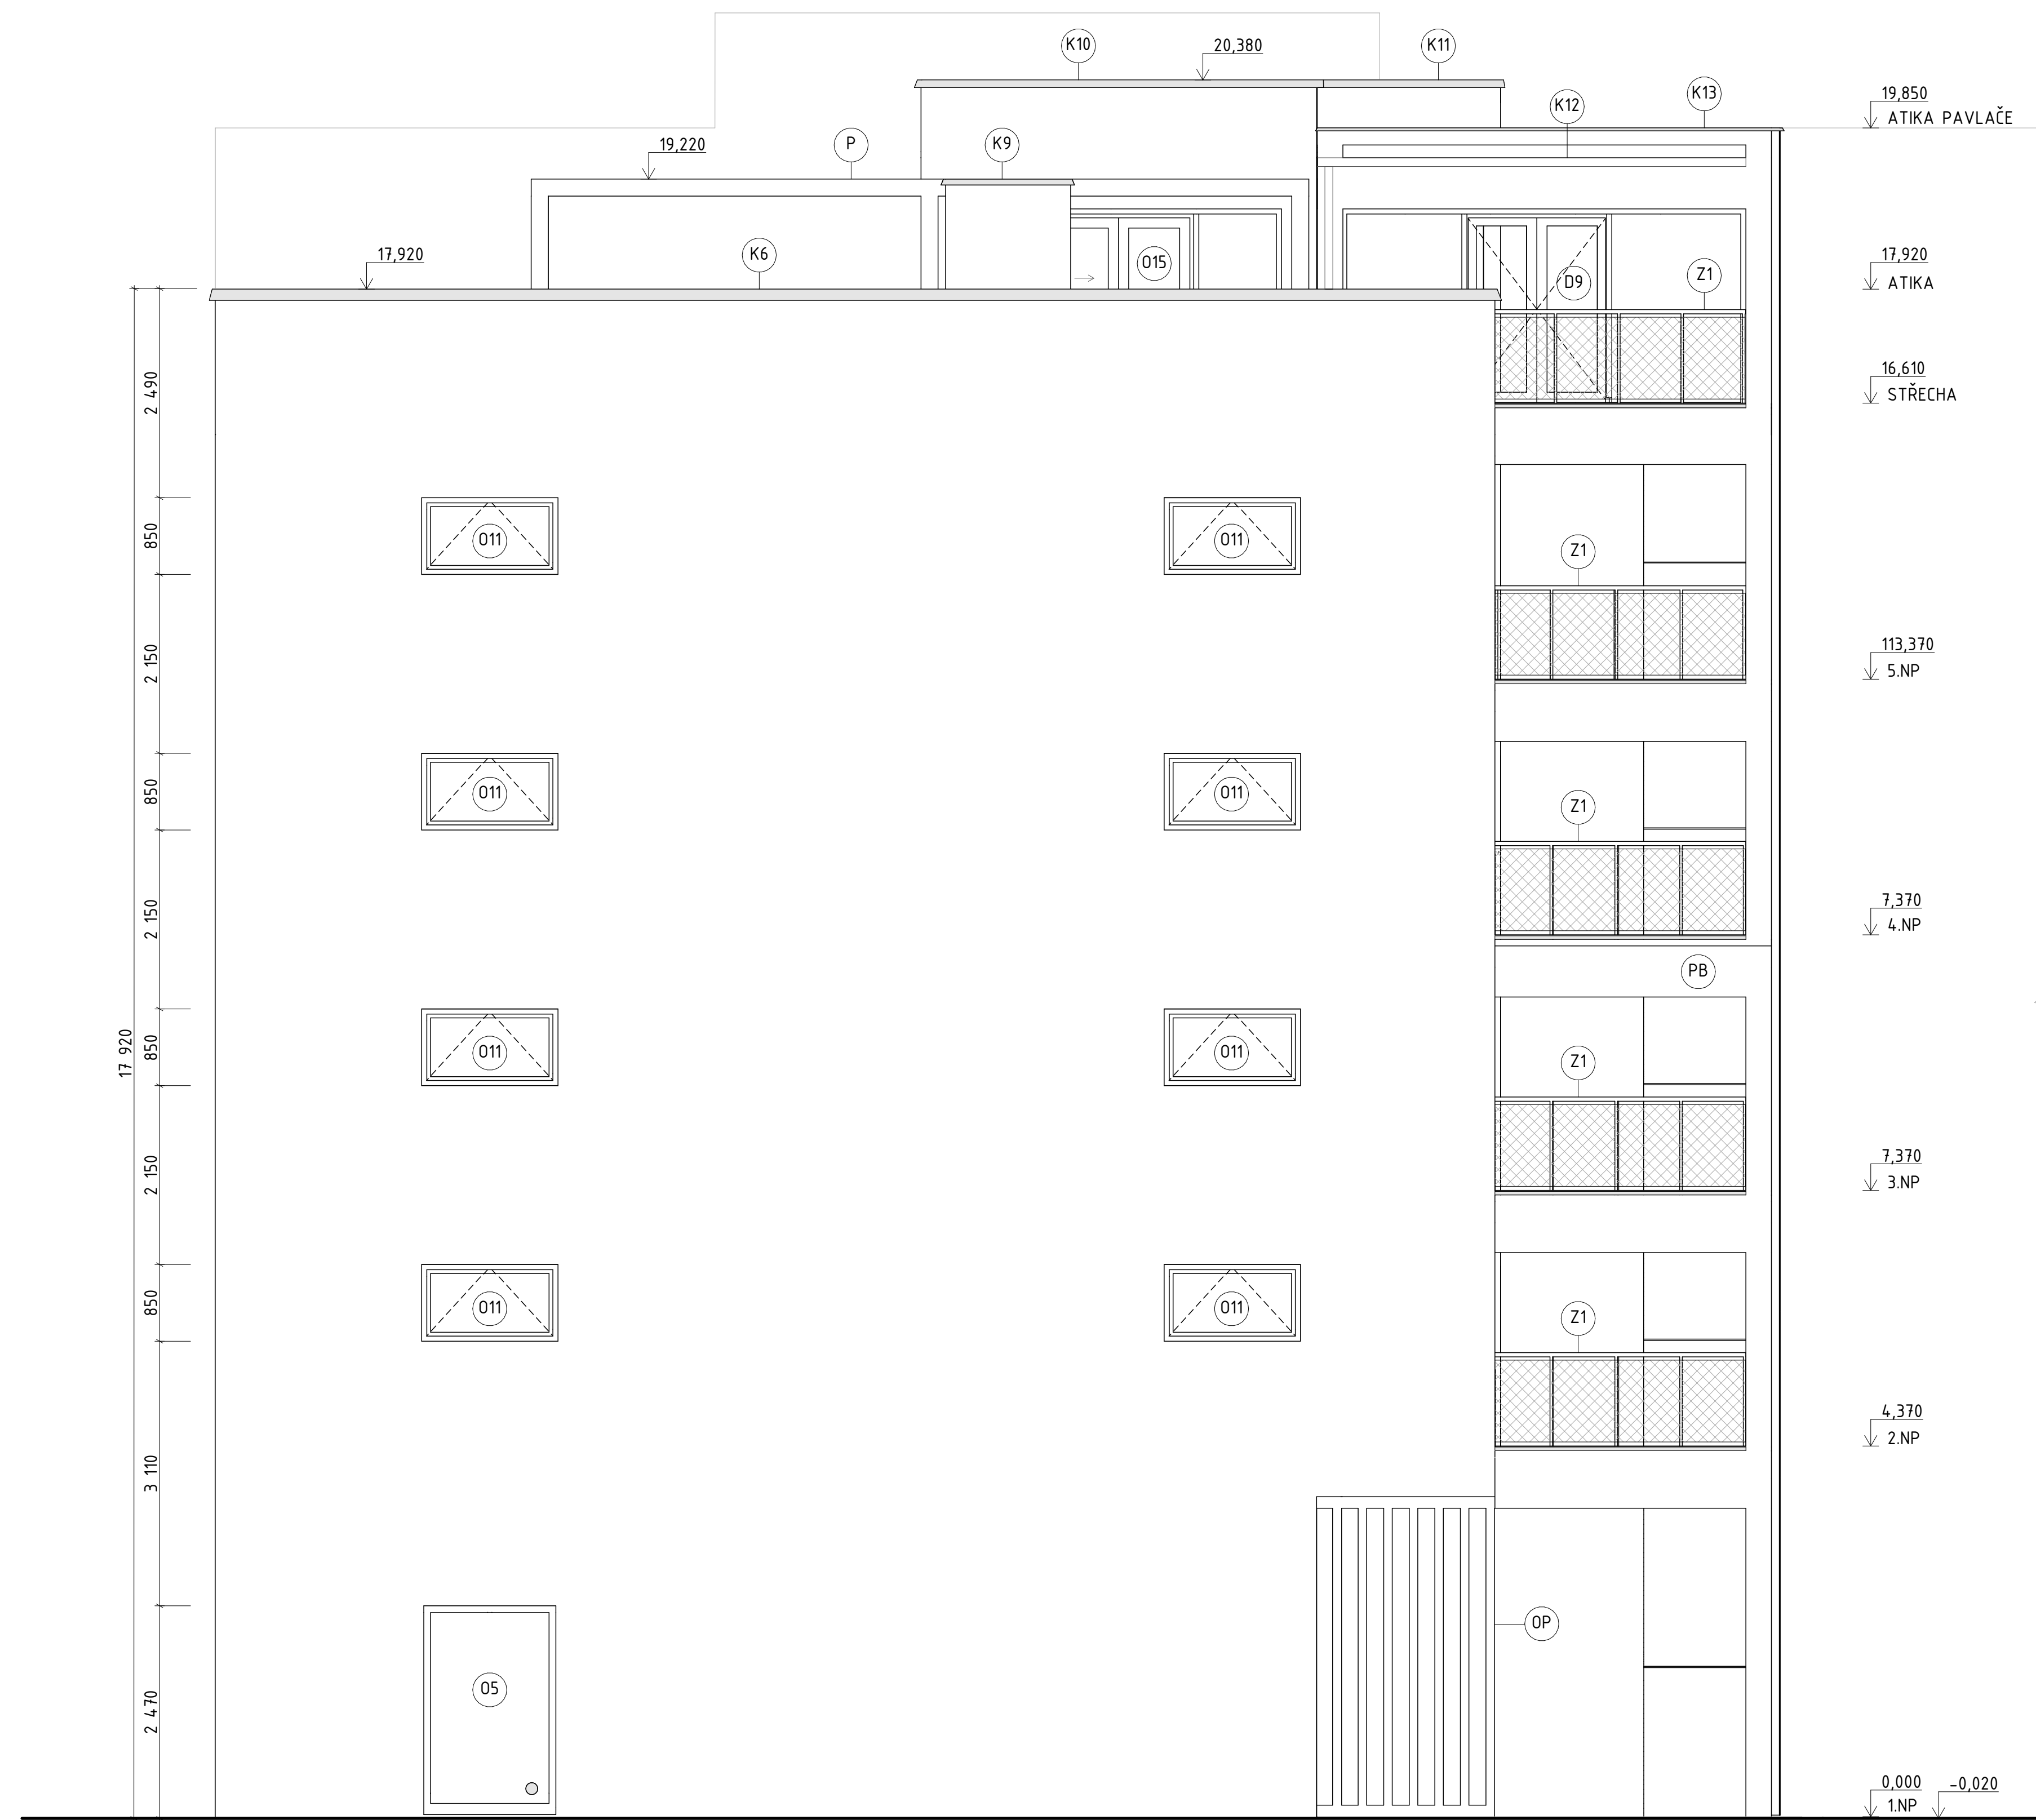 K10
20,380
K11
K12
K13
19,850
ATIKA PAVLAČE
19,220
P
K9
17,920
K6
O15
D9
Z1
17,920
ATIKA
16,610
STŘECHA
2 490
850
O11
O11
Z1
2 150
113,370
5.NP
850
O11
O11
Z1
2 150
7,370
4.NP
PB
17 920
850
O11
O11
Z1
2 150
7,370
3.NP
850
O11
O11
Z1
4,370
2.NP
3 110
OP
O5
2 470
0,000
-0,020
1.NP